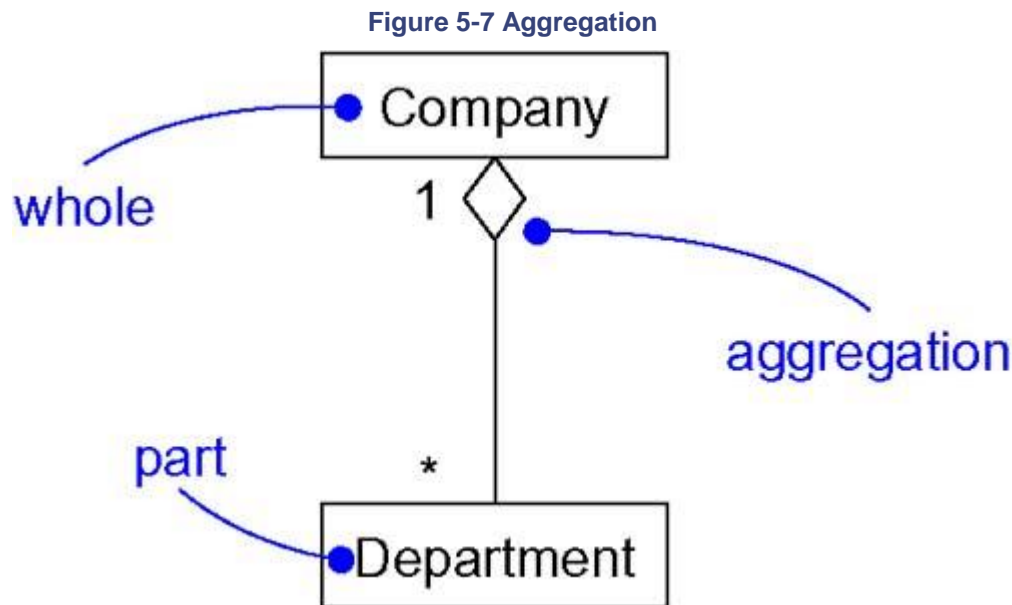 Figure 5-7 Aggregation
Company
whole
1
aggregation
part
*
Department